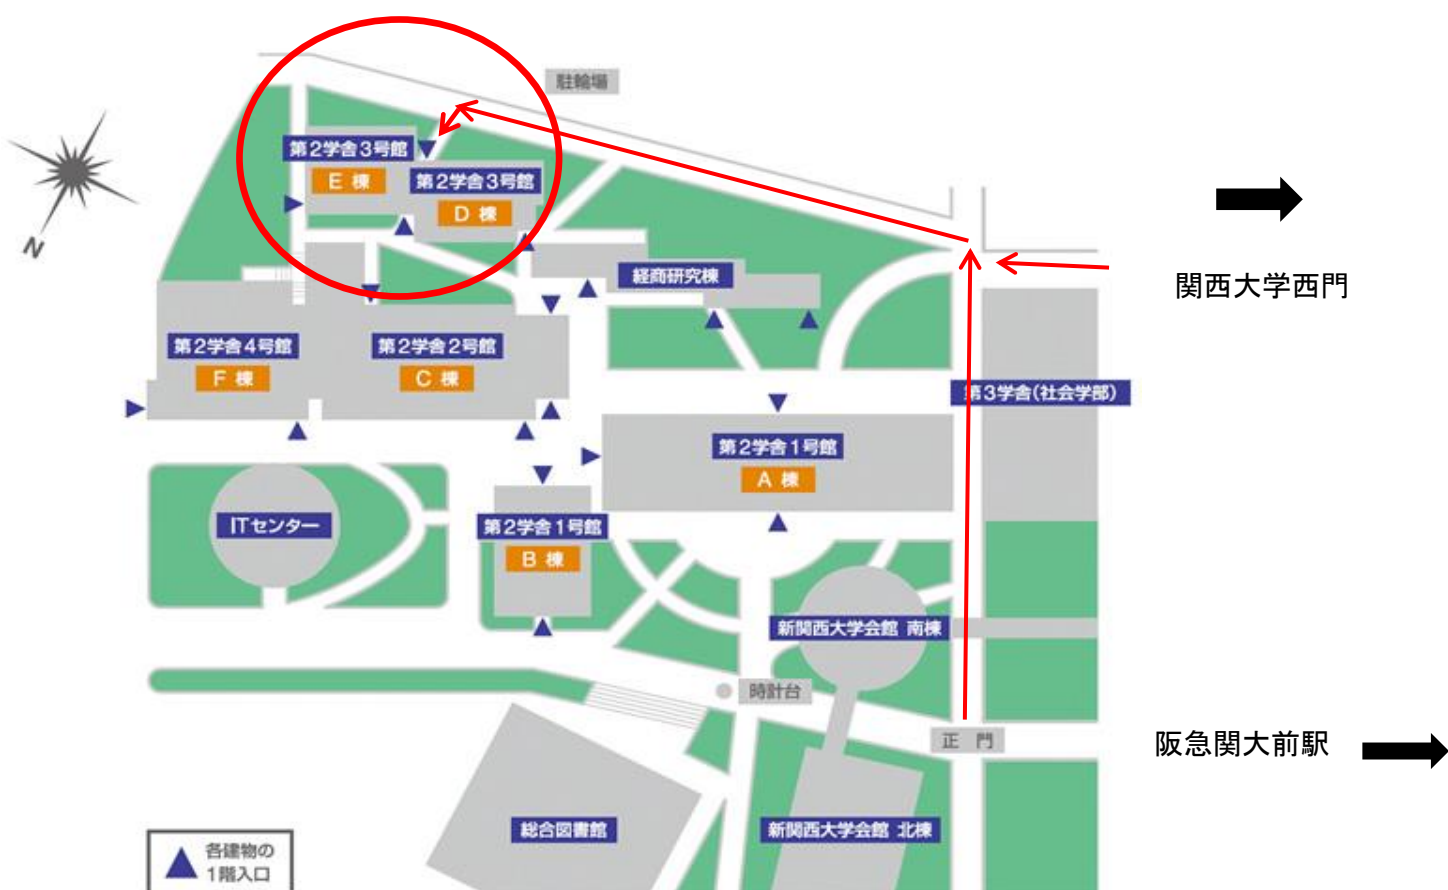 駐輪場
第2学舎3号館
E 棟
第2学舎3号館
D 棟
N
経商研究棟
関西大学西門
第2学舎4号館
F 棟
第2学舎2号館
C 棟
第3学舎(社会学部)
第2学舎1号館
A 棟
ITセンター
第2学舎1号館
B 棟
新関西大学会館 南棟
時計台
正 門
阪急関大前駅
総合図書館
新関西大学会館 北棟
各建物の
1階入口